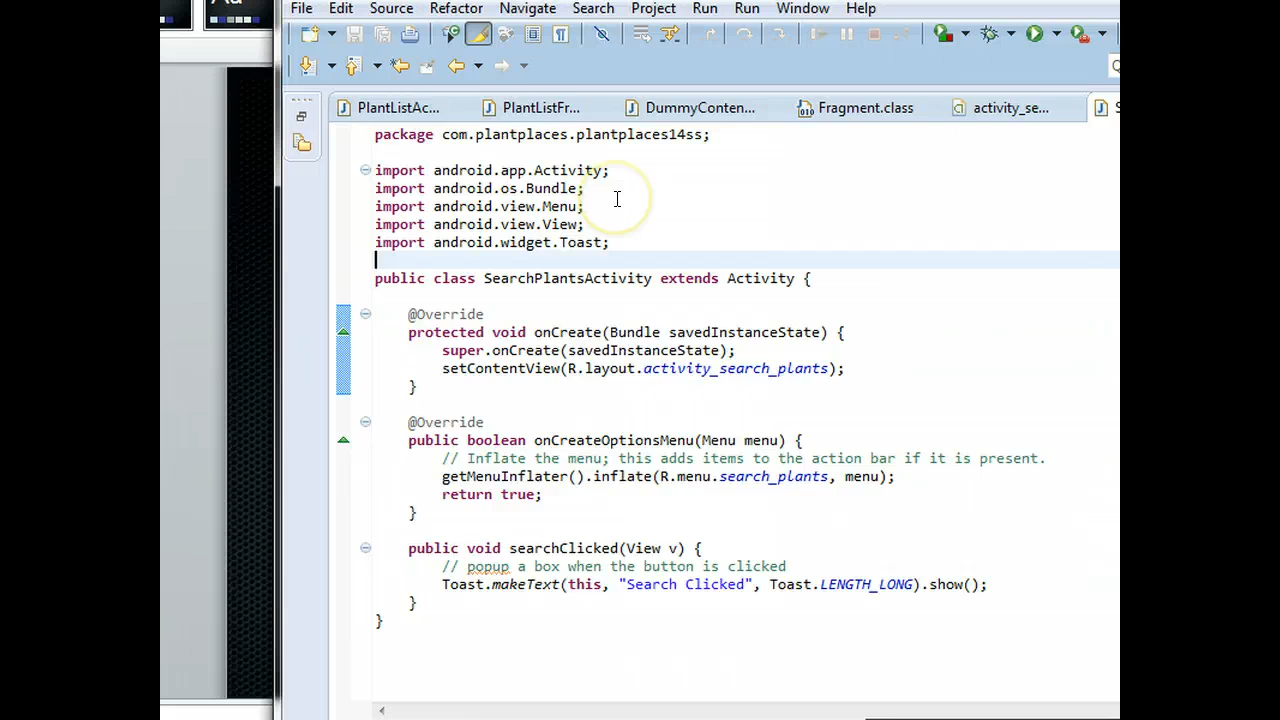 File Edit Source Refactor Navigate Search Project Run Run Window Help
PlantListAc... PlantListFr... DummyConten... Fragment.class activity_se...
package com.plantplaces.plantplaces14ss;
import android.app.Activity;
import android.os.Bundle;
import android.view.Menu;
import android.view.View;
import android.widget.Toast;
public class SearchPlantsActivity extends Activity {
@Override
protected void onCreate(Bundle savedInstanceState) {
super.onCreate(savedInstanceState);
setContentView(R.layout.activity_search_plants);
}
@Override
public boolean onCreateOptionsMenu(Menu menu) {
// Inflate the menu; this adds items to the action bar if it is present.
getMenuInflater().inflate(R.menu.search_plants, menu);
return true;
}
public void searchClicked(View v) {
// popup a box when the button is clicked
Toast.makeText(this, "Search Clicked", Toast.LENGTH_LONG).show();
}
}